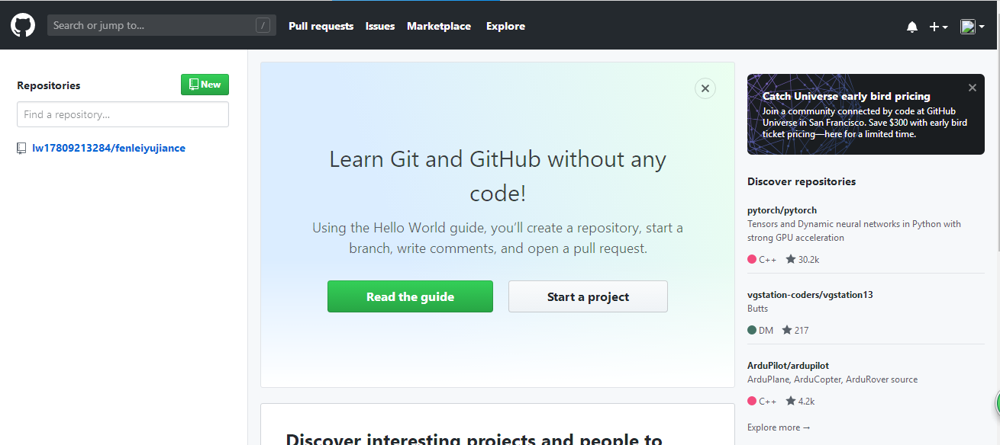 Search or jump to... /
Pull requests Issues Marketplace Explore
Repositories
New
Find a repository...
lw17809213284/fenleiyujiance
Learn Git and GitHub without any
code!
Using the Hello World guide, you’ll create a repository, start a
branch, write comments, and open a pull request.
Read the guide
Start a project
Discover interesting projects and people to
Catch Universe early bird pricing
Join a community connected by code at GitHub
Universe in San Francisco. Save $300 with early bird
ticket pricing—here for a limited time.
Discover repositories
pytorch/pytorch
Tensors and Dynamic neural networks in Python with
strong GPU acceleration
C++ 30.2k
vgstation-coders/vgstation13
Butts
DM 217
ArduPilot/ardupilot
ArduPlane, ArduCopter, ArduRover source
C++ 4.2k
Explore more →